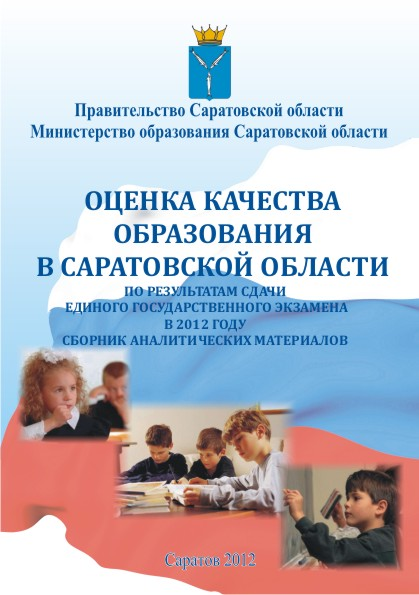 Правительство Саратовской области
Министерство образования Саратовской области
ОЦЕНКА КАЧЕСТВА
ОБРАЗОВАНИЯ
В САРАТОВСКОЙ ОБЛАСТИ
ПО РЕЗУЛЬТАТАМ СДАЧИ
ЕДИНОГО ГОСУДАРСТВЕННОГО ЭКЗАМЕНА
В 2012 ГОДУ
СБОРНИК АНАЛИТИЧЕСКИХ МАТЕРИАЛОВ
Саратов 2012